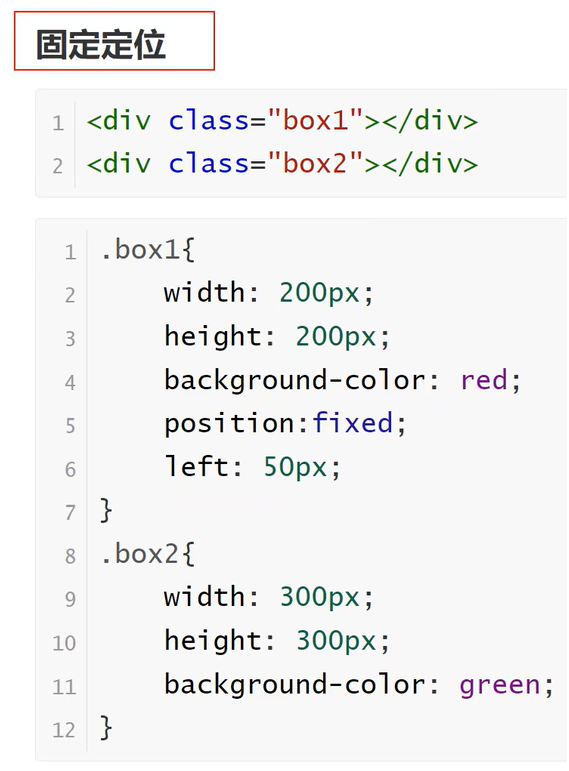 固定定位
1 <div class="box1"></div>
2 <div class="box2"></div>
1 .box1{
2     width: 200px;
3     height: 200px;
4     background-color: red;
5     position:fixed;
6     left: 50px;
7 }
8 .box2{
9     width: 300px;
10     height: 300px;
11     background-color: green;
12 }